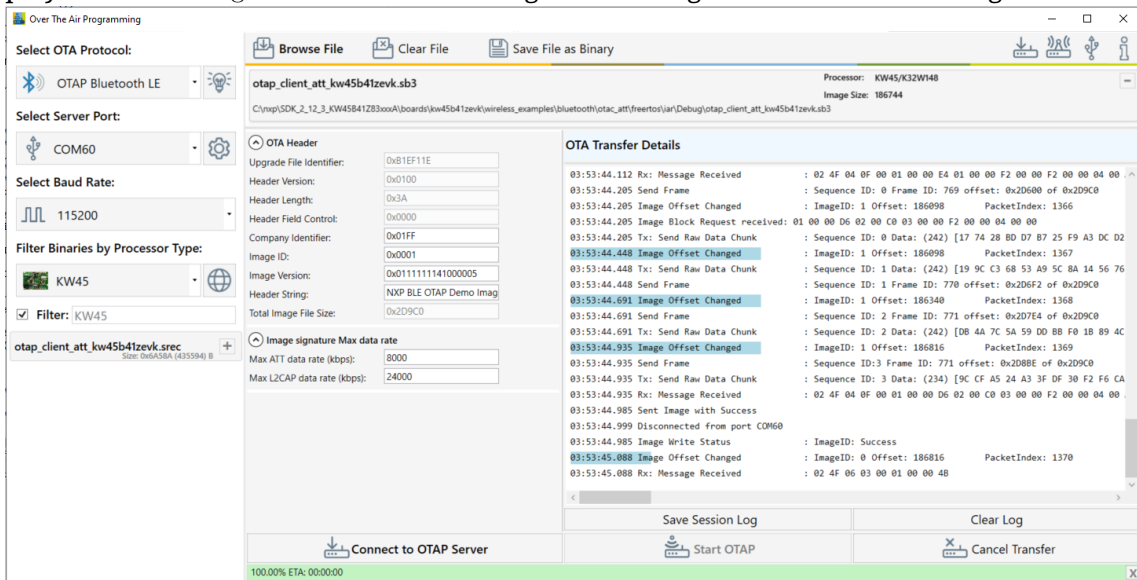 Over The Air Programming
Select OTA Protocol:
OTAP Bluetooth LE
Select Server Port:
COM60
Select Baud Rate:
115200
Filter Binaries by Processor Type:
KW45
Filter: KW45
otap_client_att_kw45b41zevk.srec
Size: 0x6A58A (435594) B
Browse File
Clear File
Save File as Binary
otap_client_att_kw45b41zevk.sb3
Processor: KW45/K32W148
Image Size: 186744
C:\nxp\SDK_2_12_3_KW45B41Z83xxxA\boards\kw45b41zevk\wireless_examples\bluetooth\otac_att\freertos\iar\Debug\otap_client_att_kw45b41zevk.sb3
OTA Header
Upgrade File Identifier: 0xB1EF11E
Header Version: 0x0100
Header Length: 0x3A
Header Field Control: 0x0000
Company Identifier: 0x01FF
Image ID: 0x0001
Image Version: 0x0111111141000005
Header String: NXP BLE OTAP Demo Imag
Total Image File Size: 0x2D9C0
Image signature Max data rate
Max ATT data rate (kbps): 8000
Max L2CAP data rate (kbps): 24000
OTA Transfer Details
03:53:44.112 Rx: Message Received : 02 4F 04 0F 00 01 00 00 E4 01 00 00 F2 00 00 F2 00 00 04 00 .
03:53:44.205 Send Frame : Sequence ID: 0 Frame ID: 769 offset: 0x2D600 of 0x2D9C0
03:53:44.205 Image Offset Changed : ImageID: 1 Offset: 186098 PacketIndex: 1366
03:53:44.205 Image Block Request received: 01 00 00 D6 02 00 C0 03 00 00 F2 00 00 04 00 00
03:53:44.205 Tx: Send Raw Data Chunk : Sequence ID: 0 Data: (242) [17 74 28 BD D7 B7 25 F9 A3 DC D2
03:53:44.448 Image Offset Changed : ImageID: 1 Offset: 186098 PacketIndex: 1367
03:53:44.448 Tx: Send Raw Data Chunk : Sequence ID: 1 Data: (242) [19 9C C3 68 53 A9 5C 8A 14 56 76
03:53:44.448 Send Frame : Sequence ID: 1 Frame ID: 770 offset: 0x2D6F2 of 0x2D9C0
03:53:44.691 Image Offset Changed : ImageID: 1 Offset: 186340 PacketIndex: 1368
03:53:44.691 Send Frame : Sequence ID: 2 Frame ID: 771 offset: 0x2D7E4 of 0x2D9C0
03:53:44.691 Tx: Send Raw Data Chunk : Sequence ID: 2 Data: (242) [DB 4A 7C 5A 59 DD BB F0 1B 89 4C
03:53:44.935 Image Offset Changed : ImageID: 1 Offset: 186816 PacketIndex: 1369
03:53:44.935 Send Frame : Sequence ID:3 Frame ID: 771 offset: 0x2D8BE of 0x2D9C0
03:53:44.935 Tx: Send Raw Data Chunk : Sequence ID: 3 Data: (234) [9C CF A5 24 A3 3F DF 30 F2 F6 CA
03:53:44.935 Rx: Message Received : 02 4F 04 0F 00 01 00 00 D6 02 00 C0 03 00 00 F2 00 00 04 00 .
03:53:44.985 Sent Image with Success
03:53:44.999 Disconnected from port COM60
03:53:44.985 Image Write Status : ImageID: Success
03:53:45.088 Image Offset Changed : ImageID: 0 Offset: 186816 PacketIndex: 1370
03:53:45.088 Rx: Message Received : 02 4F 06 03 00 01 00 00 4B
Save Session Log
Clear Log
Connect to OTAP Server
Start OTAP
Cancel Transfer
100.00% ETA: 00:00:00
X